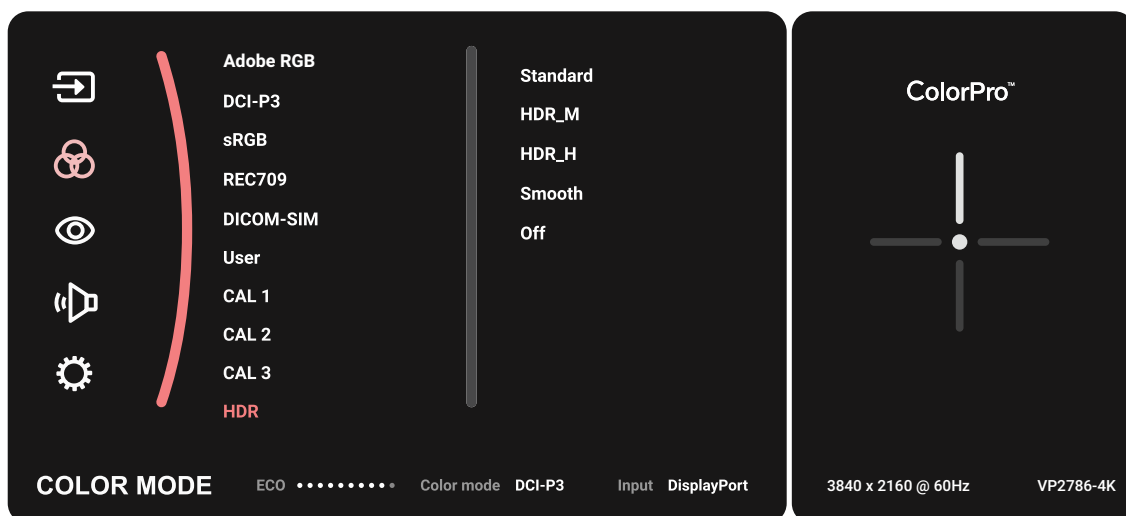 Adobe RGB
DCI-P3
sRGB
REC709
DICOM-SIM
User
CAL 1
CAL 2
CAL 3
HDR
Standard
HDR_M
HDR_H
Smooth
Off
COLOR MODE
ECO
Color mode DCI-P3
Input DisplayPort
ColorPro™
3840 x 2160 @ 60Hz
VP2786-4K